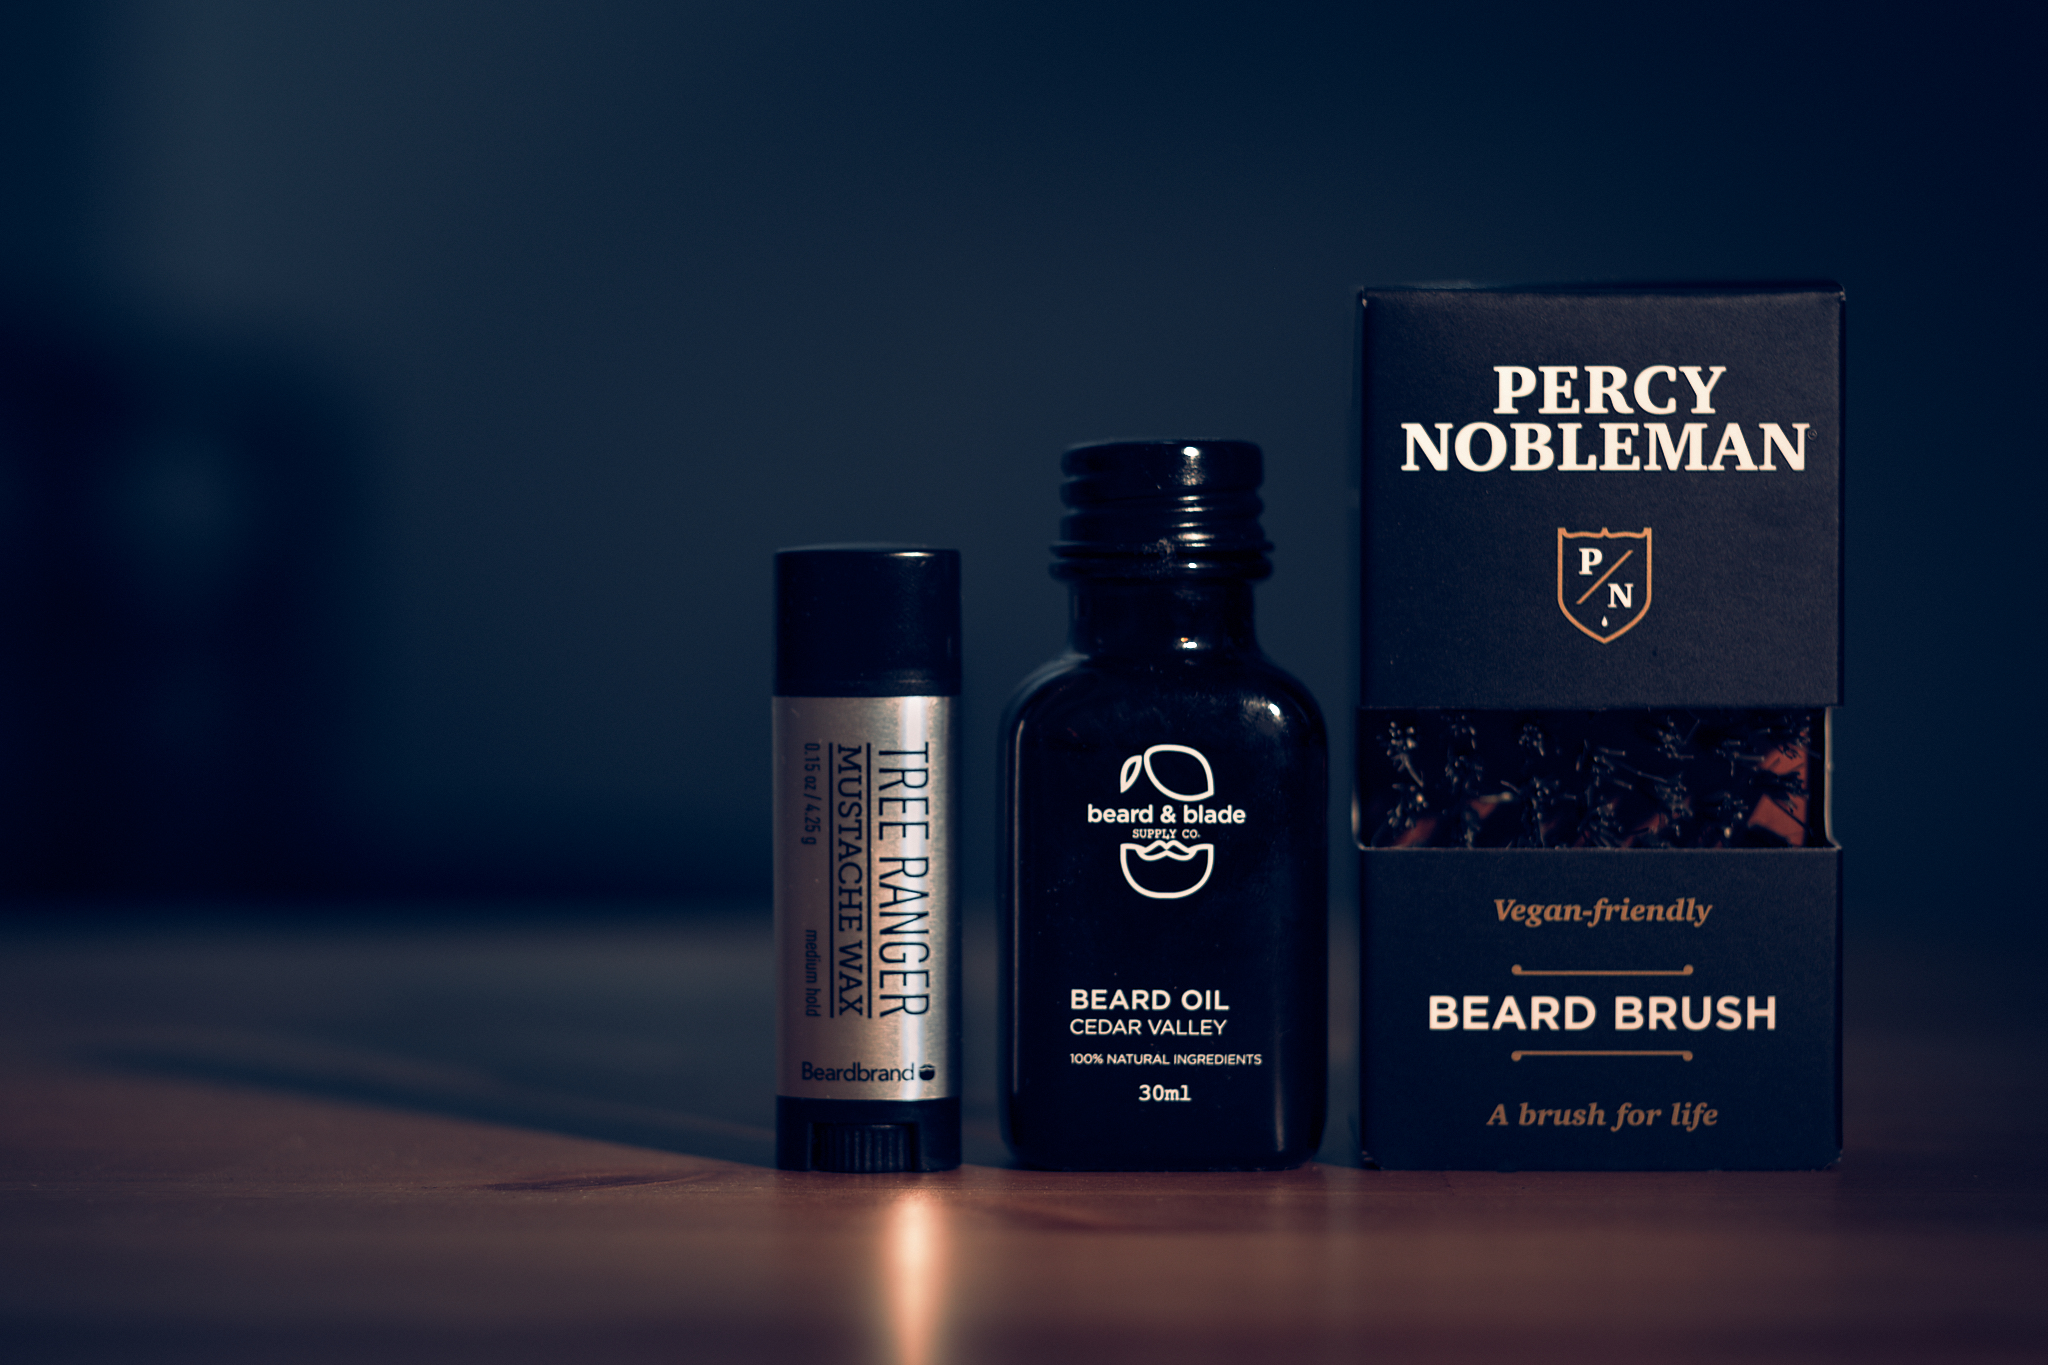 TREE RANGER
MUSTACHE WAX
0.15 oz / 4.25 g medium hold
Beardbrand
beard & blade
SUPPLY CO.
BEARD OIL
CEDAR VALLEY
100% NATURAL INGREDIENTS
30ml
PERCY
NOBLEMAN
P
N
Vegan-friendly
BEARD BRUSH
A brush for life